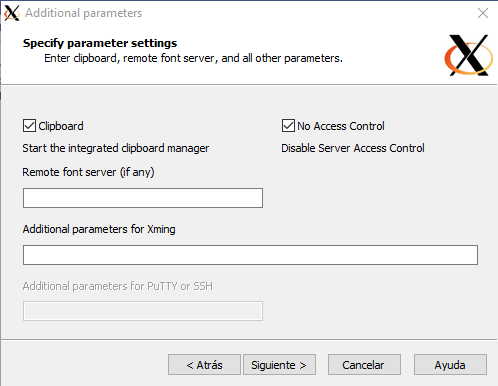 Additional parameters
Specify parameter settings
Enter clipboard, remote font server, and all other parameters.
Clipboard
No Access Control
Start the integrated clipboard manager
Disable Server Access Control
Remote font server (if any)
Additional parameters for Xming
Additional parameters for PuTTY or SSH
< Atrás
Siguiente >
Cancelar
Ayuda